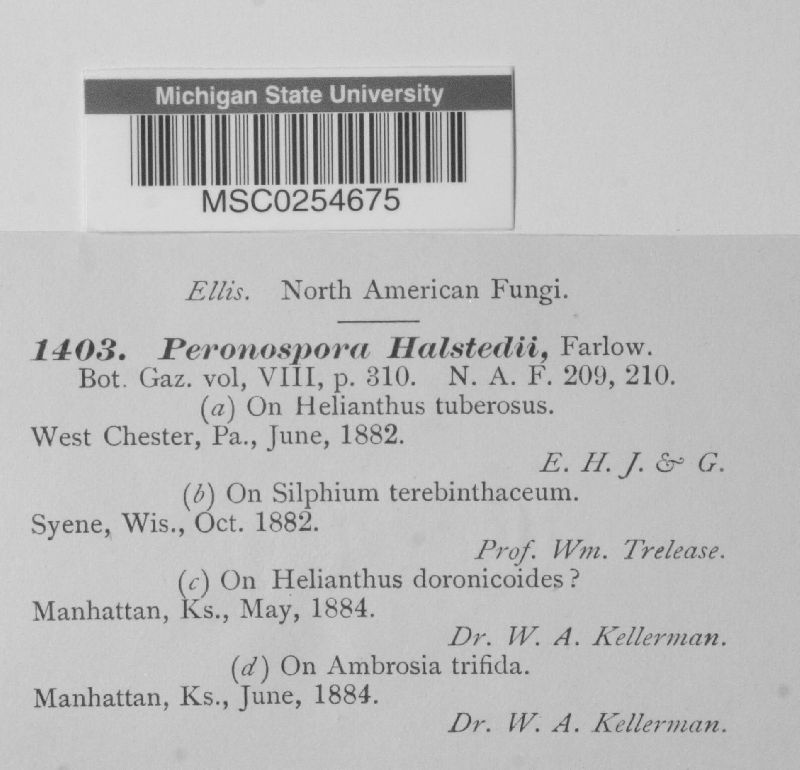 Michigan State University
MSC0254675
Ellis. North American Fungi.
1403. Peronospora Halstedii, Farlow.
Bot. Gaz. vol, VIII, p. 310. N. A. F. 209, 210.
(a) On Helianthus tuberosus.
West Chester, Pa., June, 1882.
E. H. J. & G.
(b) On Silphium terebinthaceum.
Syene, Wis., Oct. 1882.
Prof. Wm. Trelease.
(c) On Helianthus doronicoides?
Manhattan, Ks., May, 1884.
Dr. W. A. Kellerman.
(d) On Ambrosia trifida.
Manhattan, Ks., June, 1884.
Dr. W. A. Kellerman.